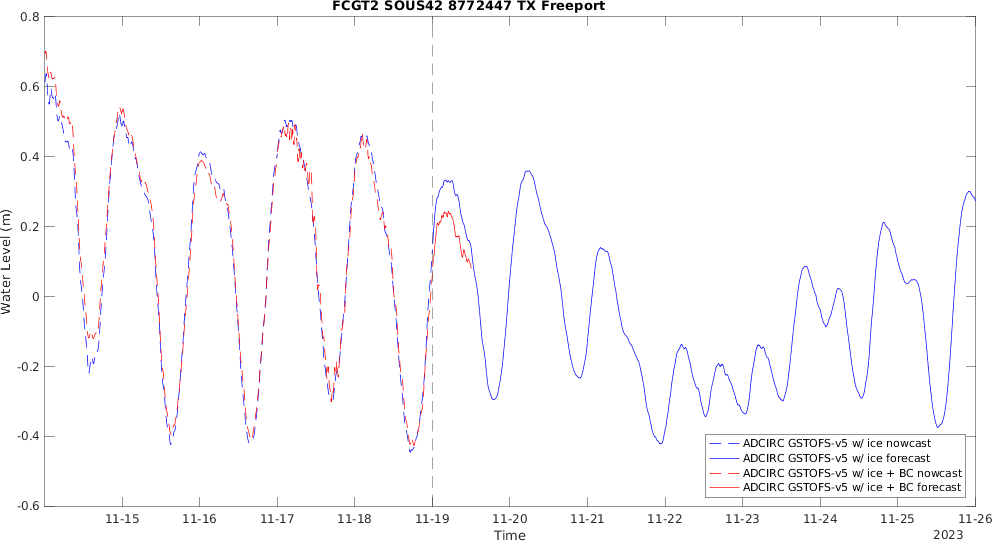 FCGT2 SOUS42 8772447 TX Freeport
0.8
0.6
0.4
0.2
0
-0.2
-0.4
-0.6
Water Level (m)
ADCIRC GSTOFS-v5 w/ ice nowcast
ADCIRC GSTOFS-v5 w/ ice forecast
ADCIRC GSTOFS-v5 w/ ice + BC nowcast
ADCIRC GSTOFS-v5 w/ ice + BC forecast
11-15 11-16 11-17 11-18 11-19 11-20 11-21 11-22 11-23 11-24 11-25 11-26
Time
2023